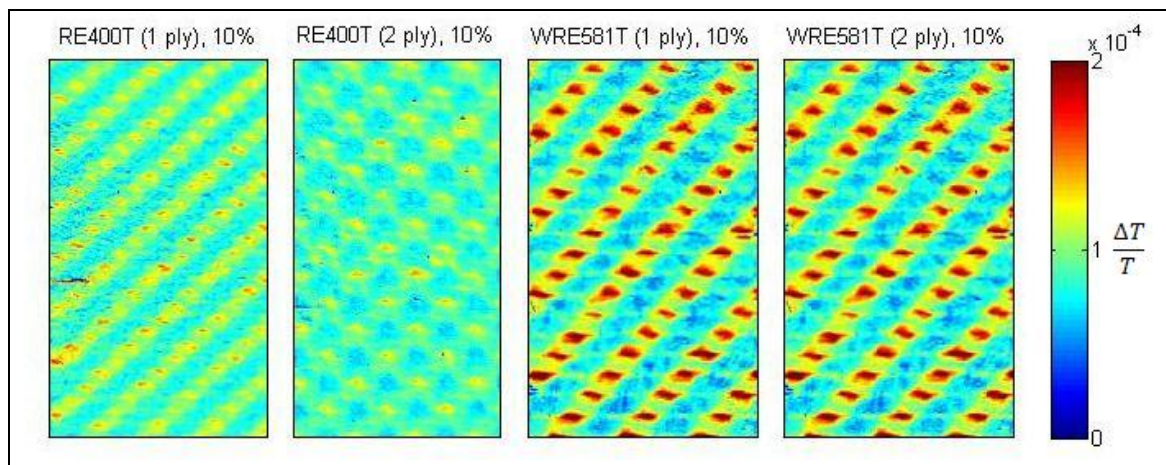 RE400T (1 ply), 10%
RE400T (2 ply), 10%
WRE581T (1 ply), 10%
WRE581T (2 ply), 10%
x 10⁻⁴
2
1
ΔT
T
0